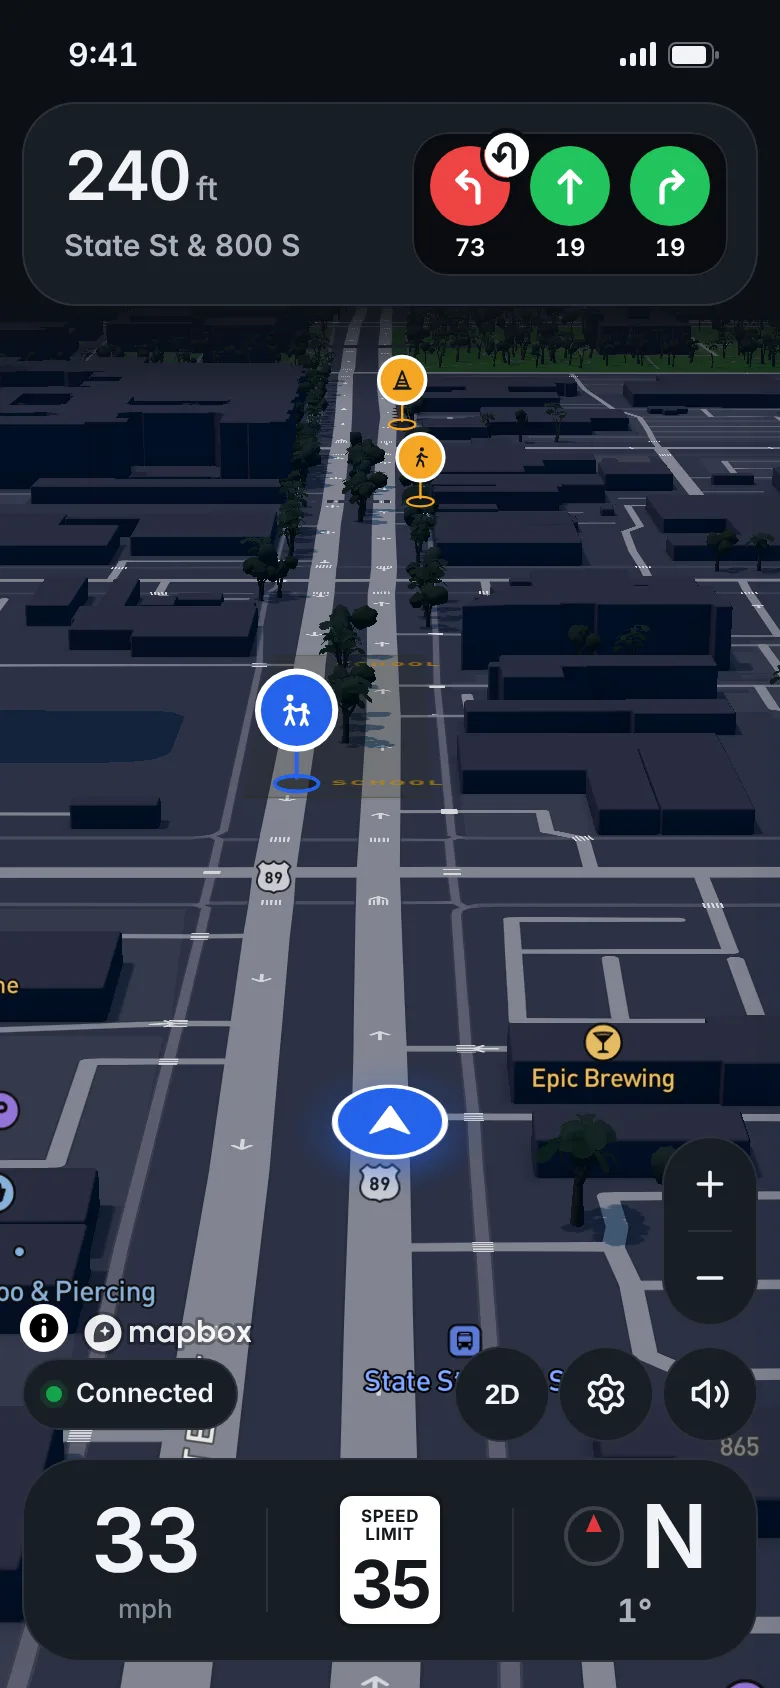 9:41
240 ft
State St & 800 S
73 19 19
SCHOOL
SCHOOL
89
Epic Brewing
89
& Piercing
mapbox
State
Connected
2D
865
33
mph
SPEED
LIMIT
35
N
1°